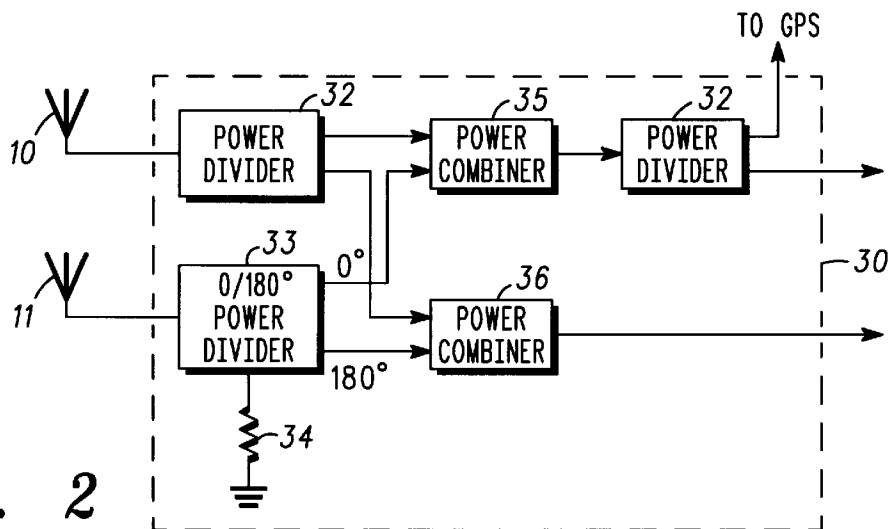 TO GPS
32
35
32
10
POWER
DIVIDER
POWER
COMBINER
POWER
DIVIDER
33
0°
30
11
0/180°
POWER
DIVIDER
36
POWER
COMBINER
180°
34
. 2